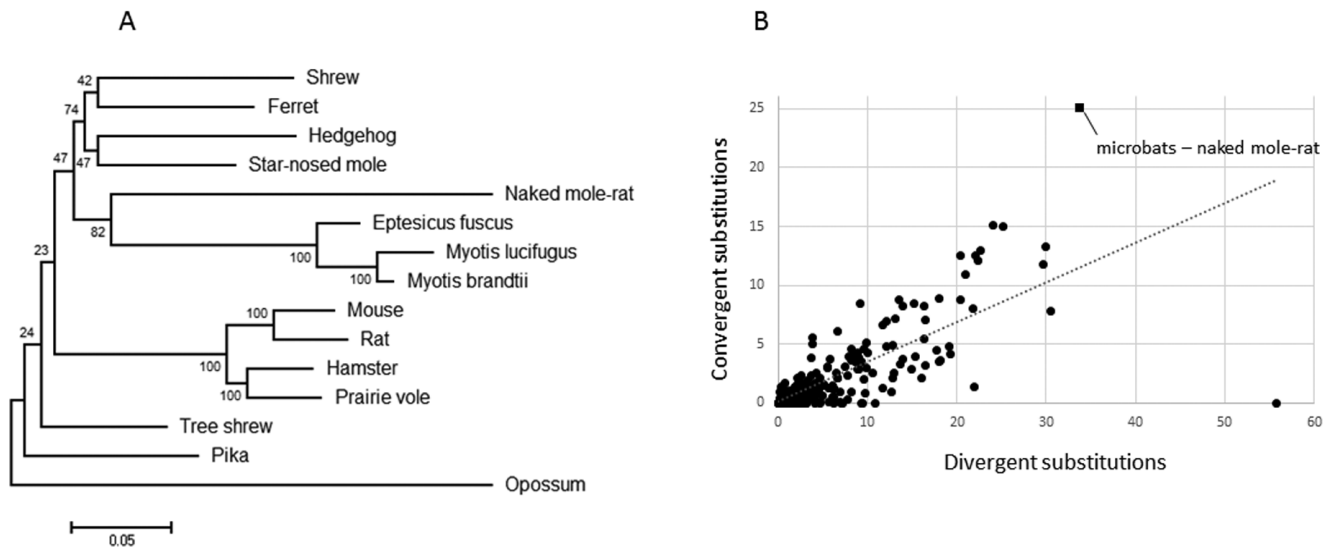 A
42
Shrew
74
Ferret
Hedgehog
47
47
Star-nosed mole
Naked mole-rat
82
Eptesicus fuscus
100
Myotis lucifugus
100
Myotis brandtii
23
100
Mouse
Rat
24
100
Hamster
100
Prairie vole
Tree shrew
Pika
Opossum
0.05
B
Convergent substitutions
25
20
15
10
5
0
microbats – naked mole-rat
0
10
20
30
40
50
60
Divergent substitutions